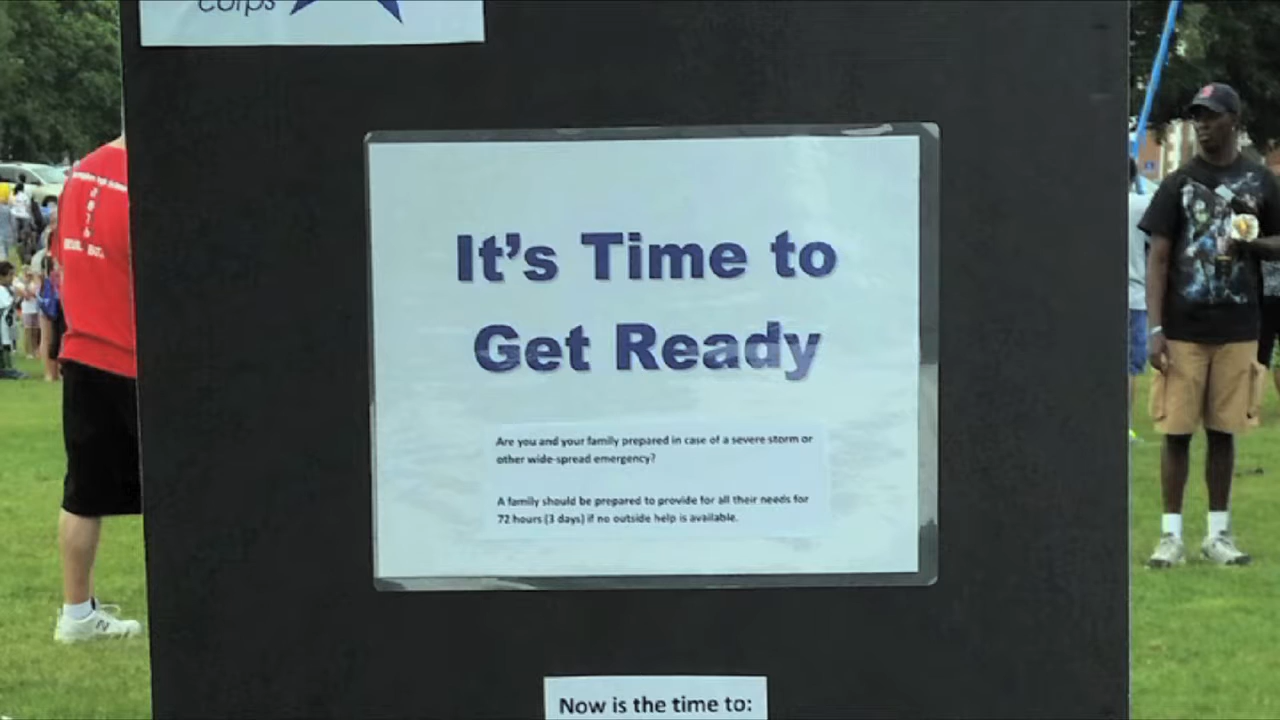 corps
It's Time to
Get Ready
Are you and your family prepared in case of a severe storm or
other wide-spread emergency?
A family should be prepared to provide for all their needs for
72 hours (3 days) if no outside help is available.
Now is the time to: